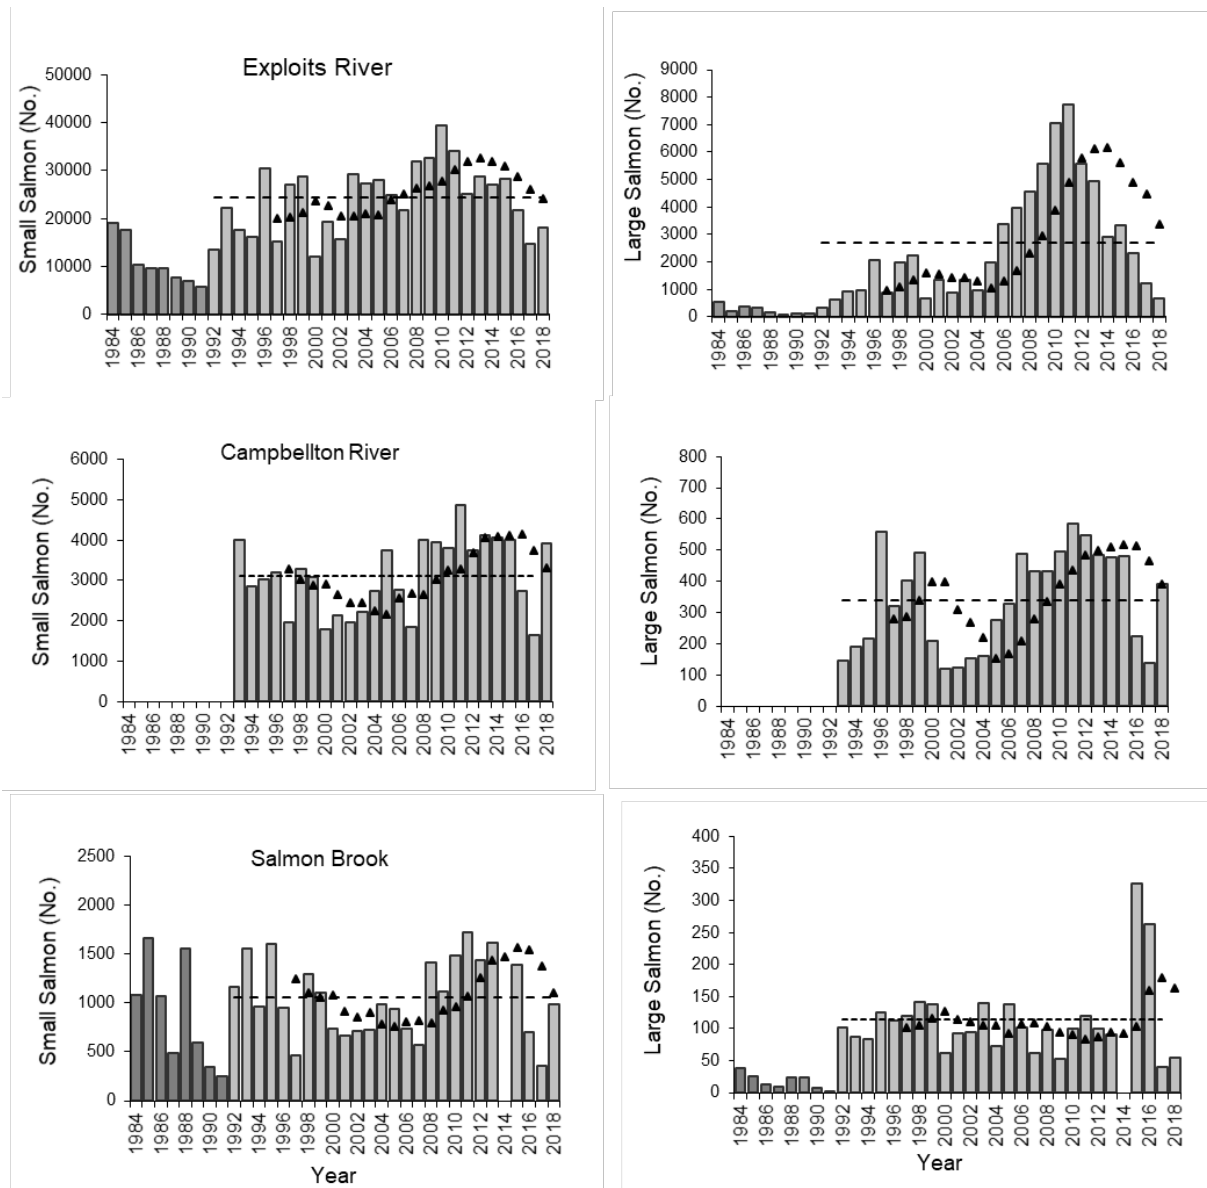 Exploits River
Small Salmon (No.)
50000
40000
30000
20000
10000
0
1984 1986 1988 1990 1992 1994 1996 1998 2000 2002 2004 2006 2008 2010 2012 2014 2016 2018
Large Salmon (No.)
9000
8000
7000
6000
5000
4000
3000
2000
1000
0
1984 1986 1988 1990 1992 1994 1996 1998 2000 2002 2004 2006 2008 2010 2012 2014 2016 2018
Campbellton River
Small Salmon (No.)
6000
5000
4000
3000
2000
1000
0
1984 1986 1988 1990 1992 1994 1996 1998 2000 2002 2004 2006 2008 2010 2012 2014 2016 2018
Large Salmon (No.)
800
700
600
500
400
300
200
100
0
1984 1986 1988 1990 1992 1994 1996 1998 2000 2002 2004 2006 2008 2010 2012 2014 2016 2018
Salmon Brook
Small Salmon (No.)
2500
2000
1500
1000
500
0
1984 1986 1988 1990 1992 1994 1996 1998 2000 2002 2004 2006 2008 2010 2012 2014 2016 2018
Year
Large Salmon (No.)
400
350
300
250
200
150
100
50
0
1984 1986 1988 1990 1992 1994 1996 1998 2000 2002 2004 2006 2008 2010 2012 2014 2016 2018
Year